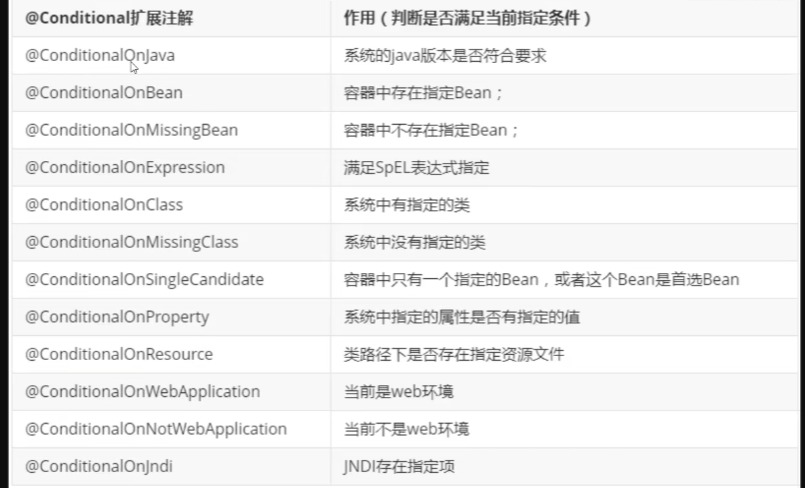 @Conditional扩展注解 作用（判断是否满足当前指定条件）
@ConditionalOnJava 系统的java版本是否符合要求
@ConditionalOnBean 容器中存在指定Bean；
@ConditionalOnMissingBean 容器中不存在指定Bean；
@ConditionalOnExpression 满足SpEL表达式指定
@ConditionalOnClass 系统中有指定的类
@ConditionalOnMissingClass 系统中没有指定的类
@ConditionalOnSingleCandidate 容器中只有一个指定的Bean，或者这个Bean是首选Bean
@ConditionalOnProperty 系统中指定的属性是否有指定的值
@ConditionalOnResource 类路径下是否存在指定资源文件
@ConditionalOnWebApplication 当前是web环境
@ConditionalOnNotWebApplication 当前不是web环境
@ConditionalOnJndi JNDI存在指定项